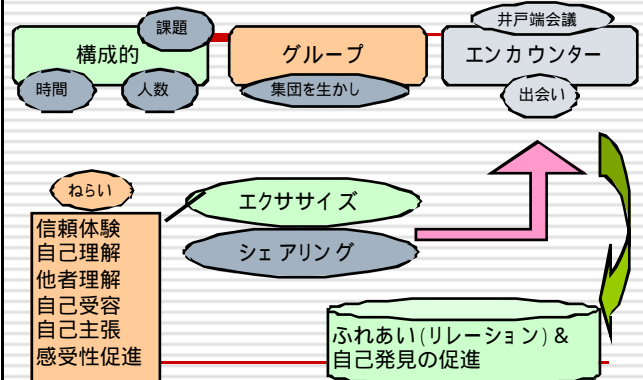 課題
構成的
時間
人数
グループ
集団を生かし
井戸端会議
エンカウンター
出会い
ねらい
信頼体験
自己理解
他者理解
自己受容
自己主張
感受性促進
エクササイズ
シェアリング
ふれあい(リレーション)&
自己発見の促進